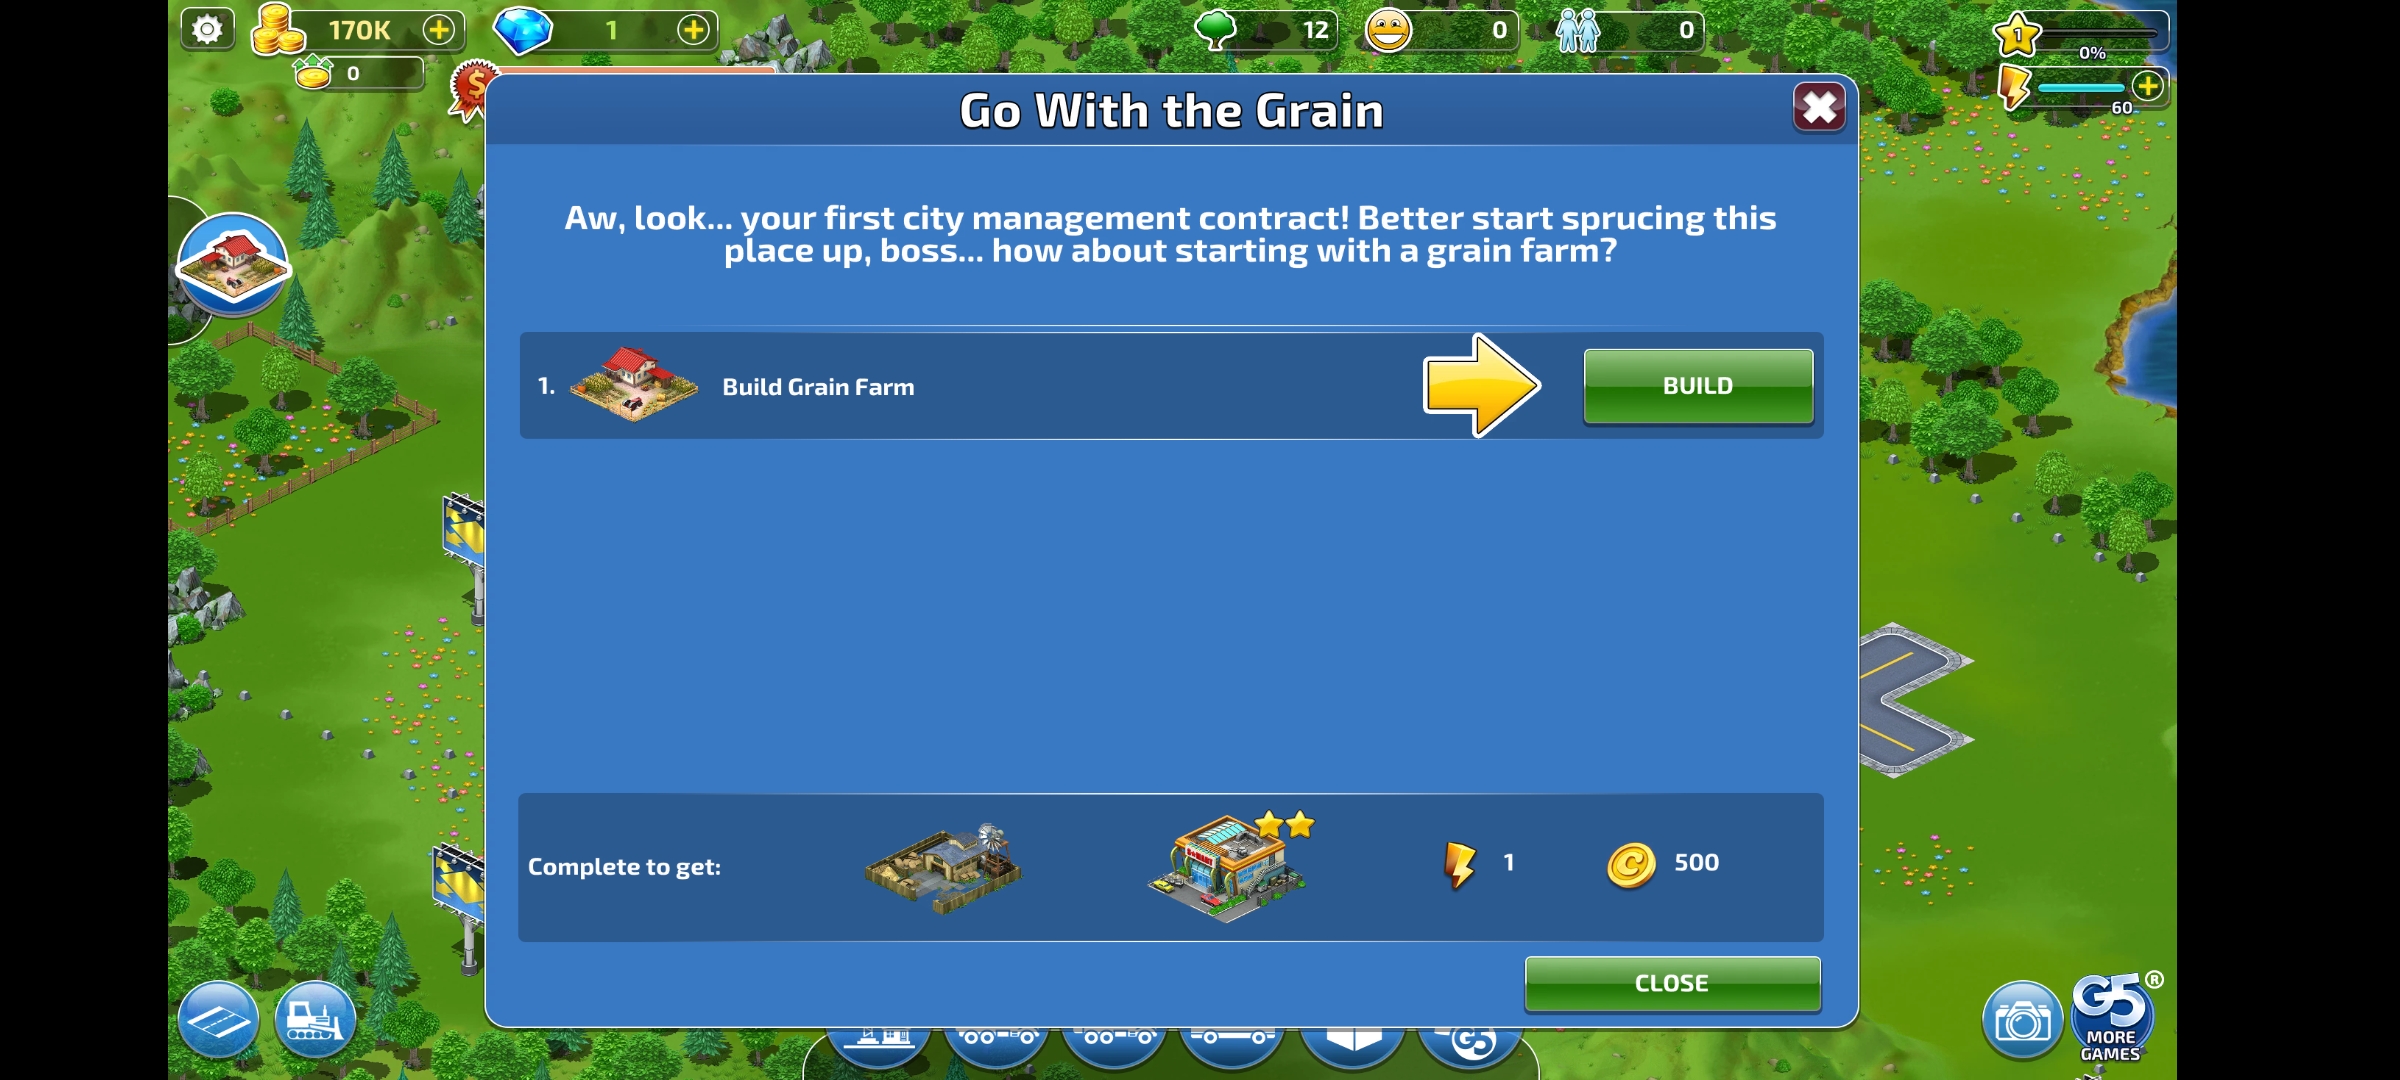 170K
1
12
0
0
1
0%
0
60
Go With the Grain
Aw, look... your first city management contract! Better start sprucing this
place up, boss... how about starting with a grain farm?
1.
Build Grain Farm
BUILD
Complete to get:
1
500
CLOSE
G5
G5®
MORE
GAMES